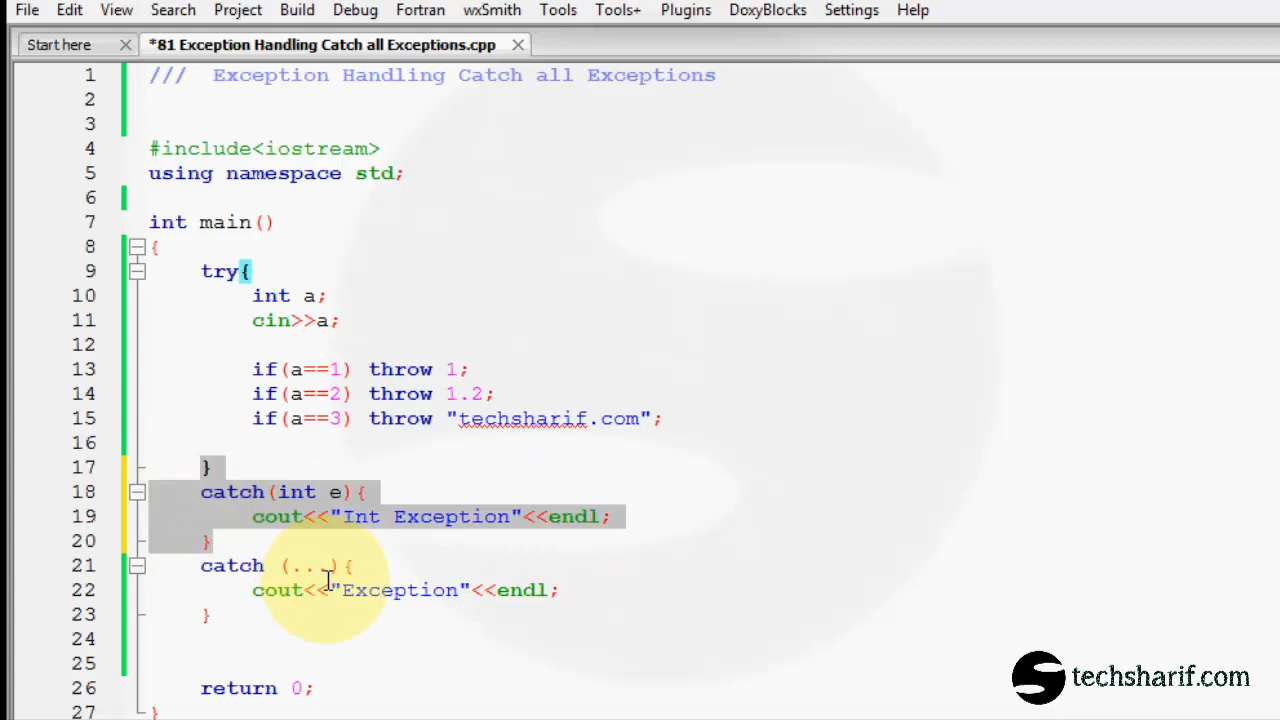 File Edit View Search Project Build Debug Fortran wxSmith Tools Tools+ Plugins DoxyBlocks Settings Help
Start here *81 Exception Handling Catch all Exceptions.cpp
1 /// Exception Handling Catch all Exceptions
2
3
4 #include<iostream>
5 using namespace std;
6
7 int main()
8 {
9 try{
10 int a;
11 cin>>a;
12
13 if(a==1) throw 1;
14 if(a==2) throw 1.2;
15 if(a==3) throw "techsharif.com";
16
17 }
18 catch(int e){
19 cout<<"Int Exception"<<endl;
20 }
21 catch (...){
22 cout<<"Exception"<<endl;
23 }
24
25
26 return 0;
27 }
techsharif.com